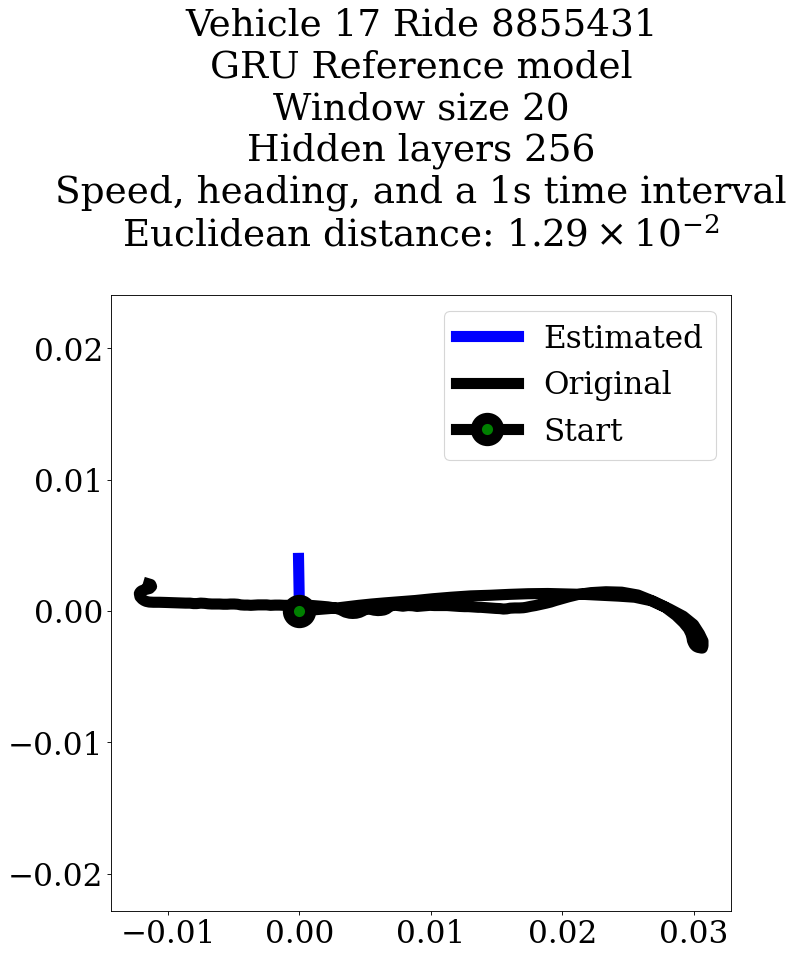 Vehicle 17 Ride 8855431
GRU Reference model
Window size 20
Hidden layers 256
Speed, heading, and a 1s time interval
Euclidean distance: 1.29 × 10⁻²
Estimated
Original
Start
0.02
0.01
0.00
−0.01
−0.02
−0.01 0.00 0.01 0.02 0.03